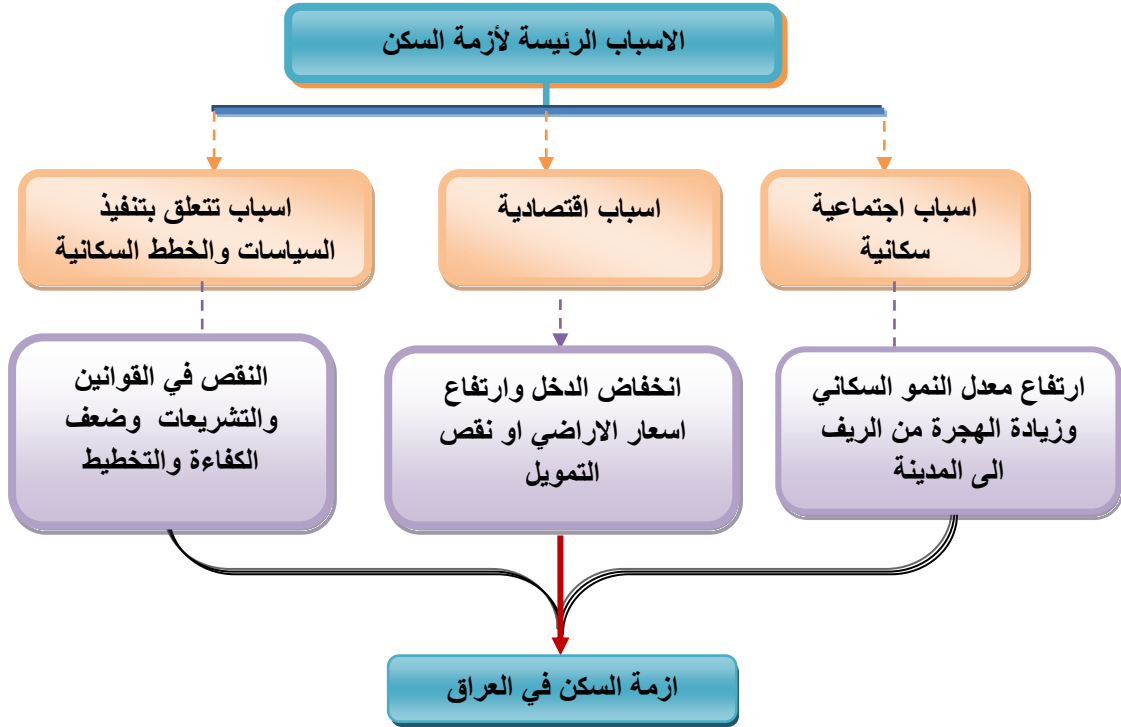 الاسباب الرئيسة لأزمة السكن
اسباب اجتماعية
سكانية
اسباب اقتصادية
اسباب تتعلق بتنفيذ
السياسات والخطط السكانية
ارتفاع معدل النمو السكاني
وزيادة الهجرة من الريف
الى المدينة
انخفاض الدخل وارتفاع
اسعار الاراضي او نقص
التمويل
النقص في القوانين
والتشريعات وضعف
الكفاءة والتخطيط
ازمة السكن في العراق